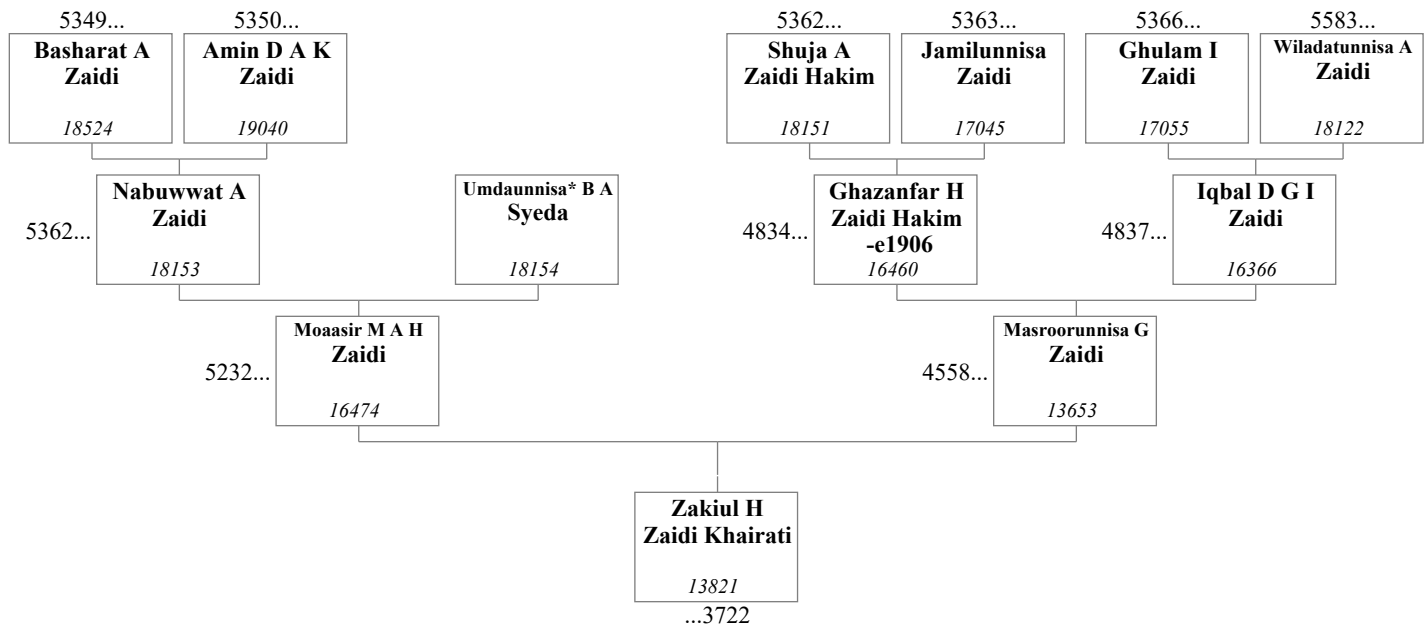 5349... 5350... 5362... 5363... 5366... 5583...
Basharat A
Zaidi
18524
Amin D A K
Zaidi
19040
Shuja A
Zaidi Hakim
18151
Jamilunnisa
Zaidi
17045
Ghulam I
Zaidi
17055
Wiladatunnisa A
Zaidi
18122
5362...
Nabuwwat A
Zaidi
18153
Umdaunnisa* B A
Syeda
18154
4834...
Ghazanfar H
Zaidi Hakim
-e1906
16460
4837...
Iqbal D G I
Zaidi
16366
5232...
Moaasir M A H
Zaidi
16474
4558...
Masroorunnisa G
Zaidi
13653
Zakiul H
Zaidi Khairati
13821
...3722